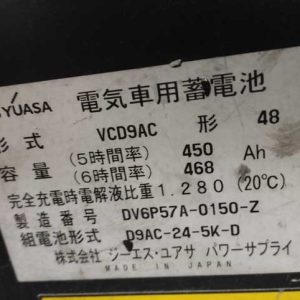 YUASA 電気車用蓄電池
形式 VCD9AC 形 48
容量 (5時間率) 450 Ah
(6時間率) 468
完全充電時電解液比重1.280 (20℃)
製造番号 DV6P57A-0150-Z
組電池形式 D9AC-24-5K-D
株式会社 ジーエス・ユアサ パワーサプライ
MADE IN JAPAN